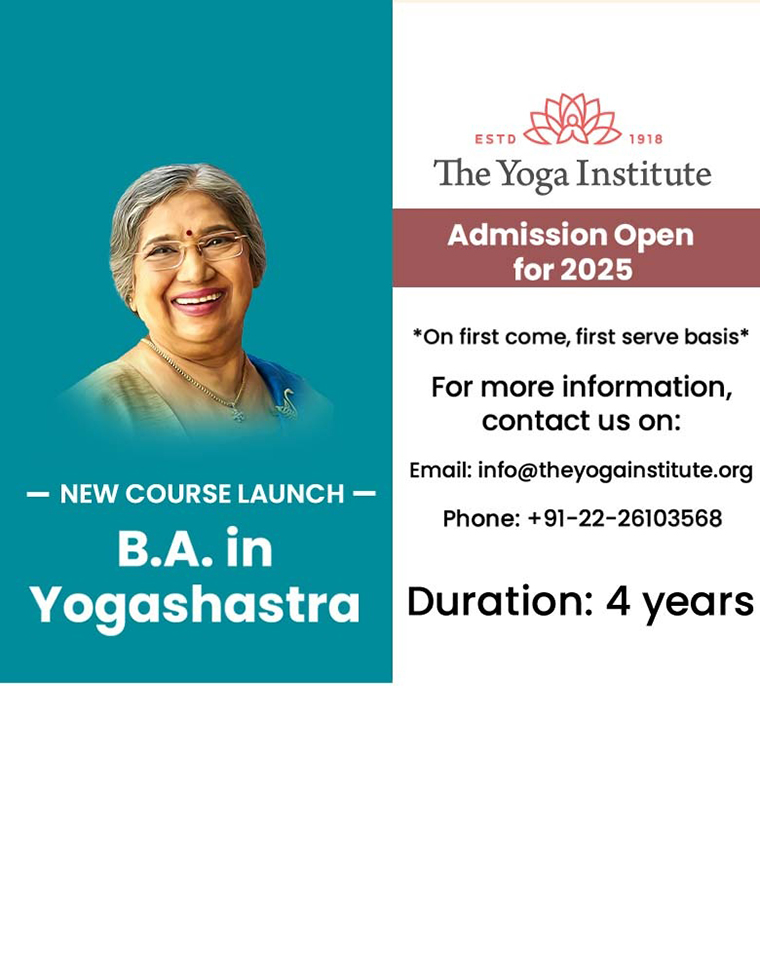 — NEW COURSE LAUNCH —
B.A. in
Yogashastra
ESTD 1918
The Yoga Institute
Admission Open
for 2025
*On first come, first serve basis*
For more information,
contact us on:
Email: info@theyogainstitute.org
Phone: +91-22-26103568
Duration: 4 years